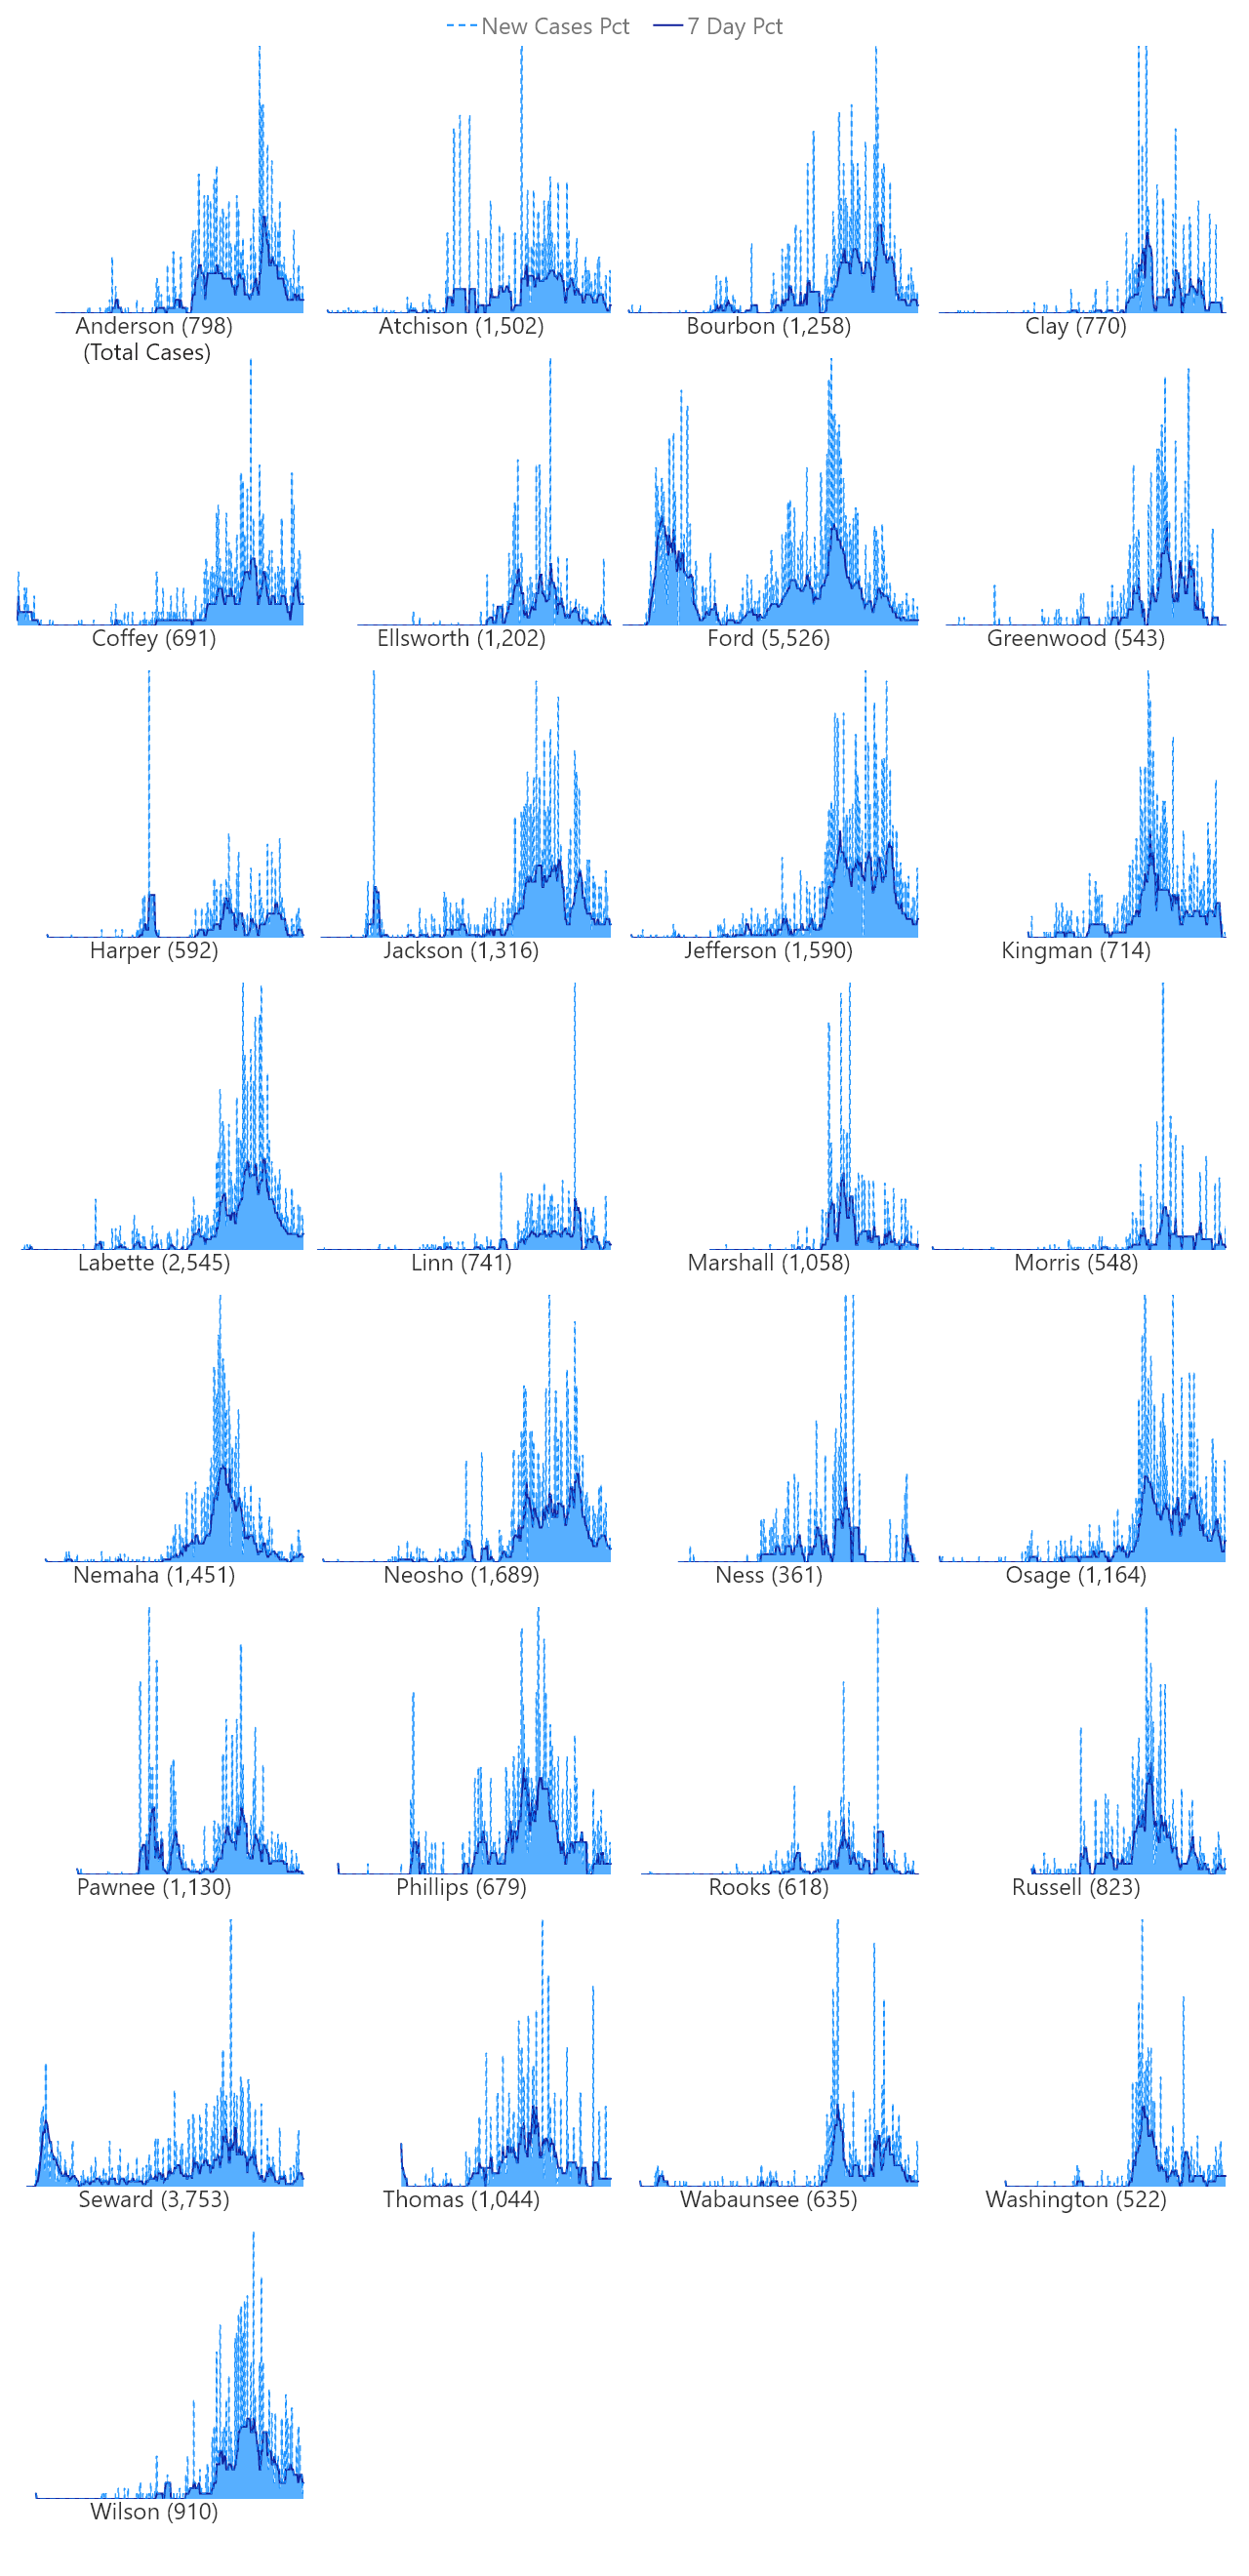 New Cases Pct 7 Day Pct
Anderson (798) Atchison (1,502) Bourbon (1,258) Clay (770)
(Total Cases)
Coffey (691) Ellsworth (1,202) Ford (5,526) Greenwood (543)
Harper (592) Jackson (1,316) Jefferson (1,590) Kingman (714)
Labette (2,545) Linn (741) Marshall (1,058) Morris (548)
Nemaha (1,451) Neosho (1,689) Ness (361) Osage (1,164)
Pawnee (1,130) Phillips (679) Rooks (618) Russell (823)
Seward (3,753) Thomas (1,044) Wabaunsee (635) Washington (522)
Wilson (910)